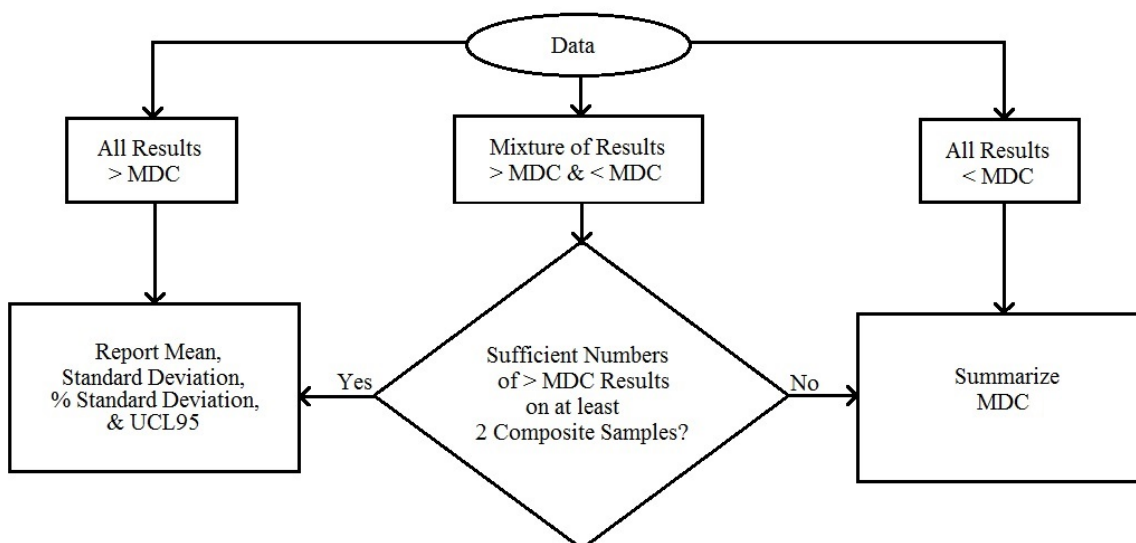 Data
All Results
> MDC
Mixture of Results
> MDC & < MDC
All Results
< MDC
Report Mean,
Standard Deviation,
% Standard Deviation,
& UCL95
Yes
Sufficient Numbers
of > MDC Results
on at least
2 Composite Samples?
No
Summarize
MDC